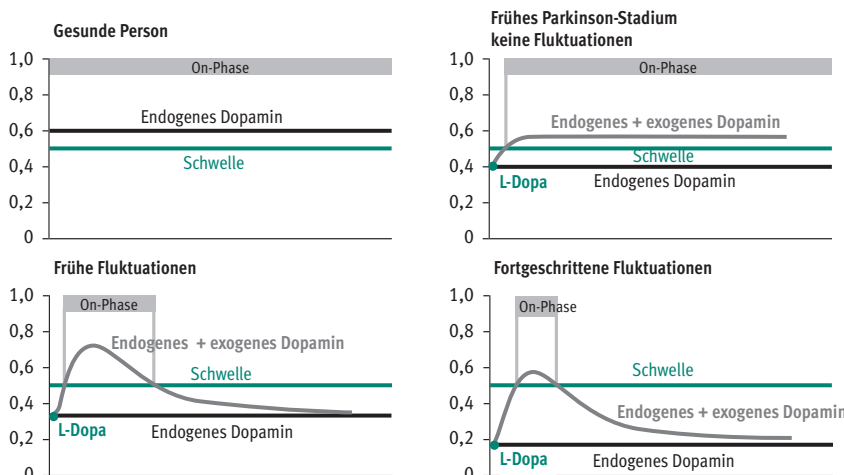 Gesunde Person
1,0
0,8
0,6
0,4
0,2
0
On-Phase
Endogenes Dopamin
Schwelle
Frühes Parkinson-Stadium
keine Fluktuationen
1,0
0,8
0,6
0,4
0,2
0
On-Phase
Endogenes + exogenes Dopamin
Schwelle
L-Dopa
Endogenes Dopamin
Frühe Fluktuationen
1,0
0,8
0,6
0,4
0,2
0
On-Phase
Endogenes + exogenes Dopamin
Schwelle
L-Dopa
Endogenes Dopamin
Fortgeschrittene Fluktuationen
1,0
0,8
0,6
0,4
0,2
0
On-Phase
Schwelle
Endogenes + exogenes Dopamin
L-Dopa
Endogenes Dopamin